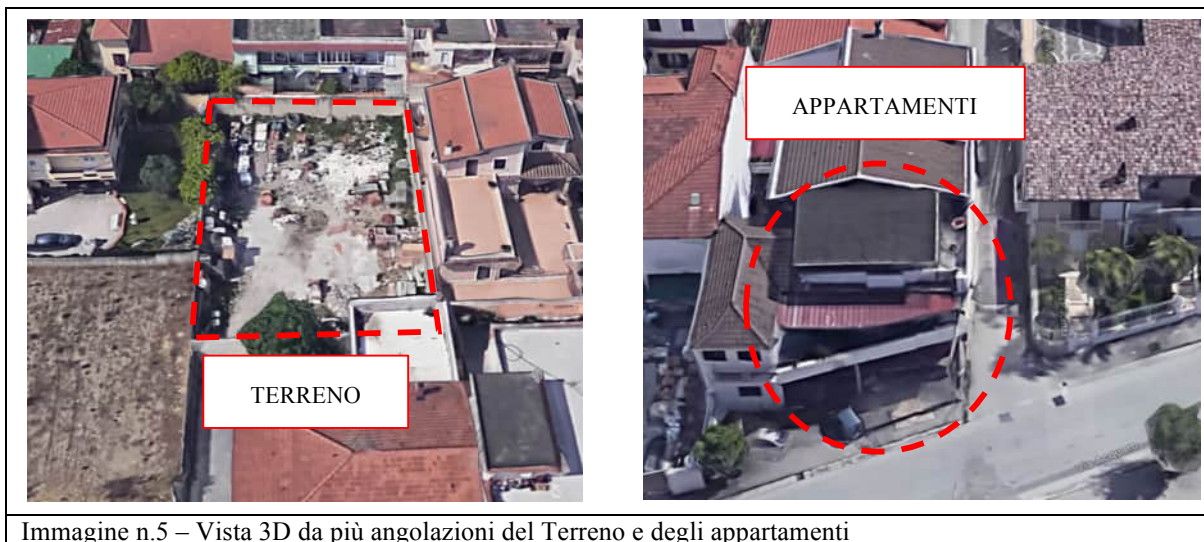 TERRENO
APPARTAMENTI
Immagine n.5 – Vista 3D da più angolazioni del Terreno e degli appartamenti